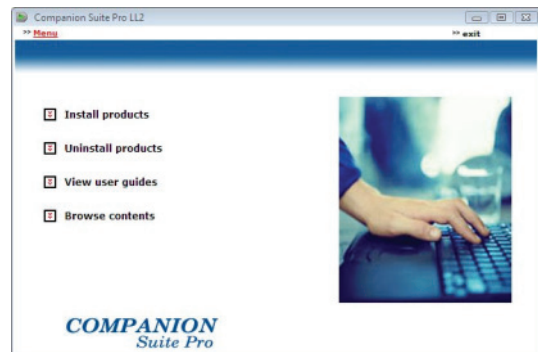 Companion Suite Pro LL2
» Menu
» exit
Install products
Uninstall products
View user guides
Browse contents
COMPANION
Suite Pro